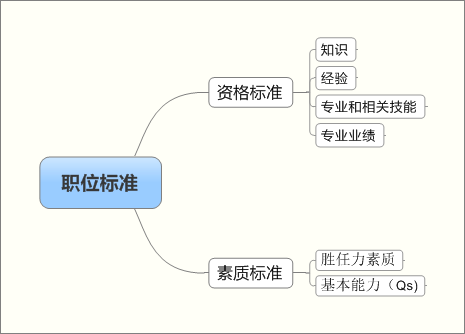 知识
经验
资格标准
专业和相关技能
专业业绩
职位标准
胜任力素质
素质标准
基本能力（Qs)